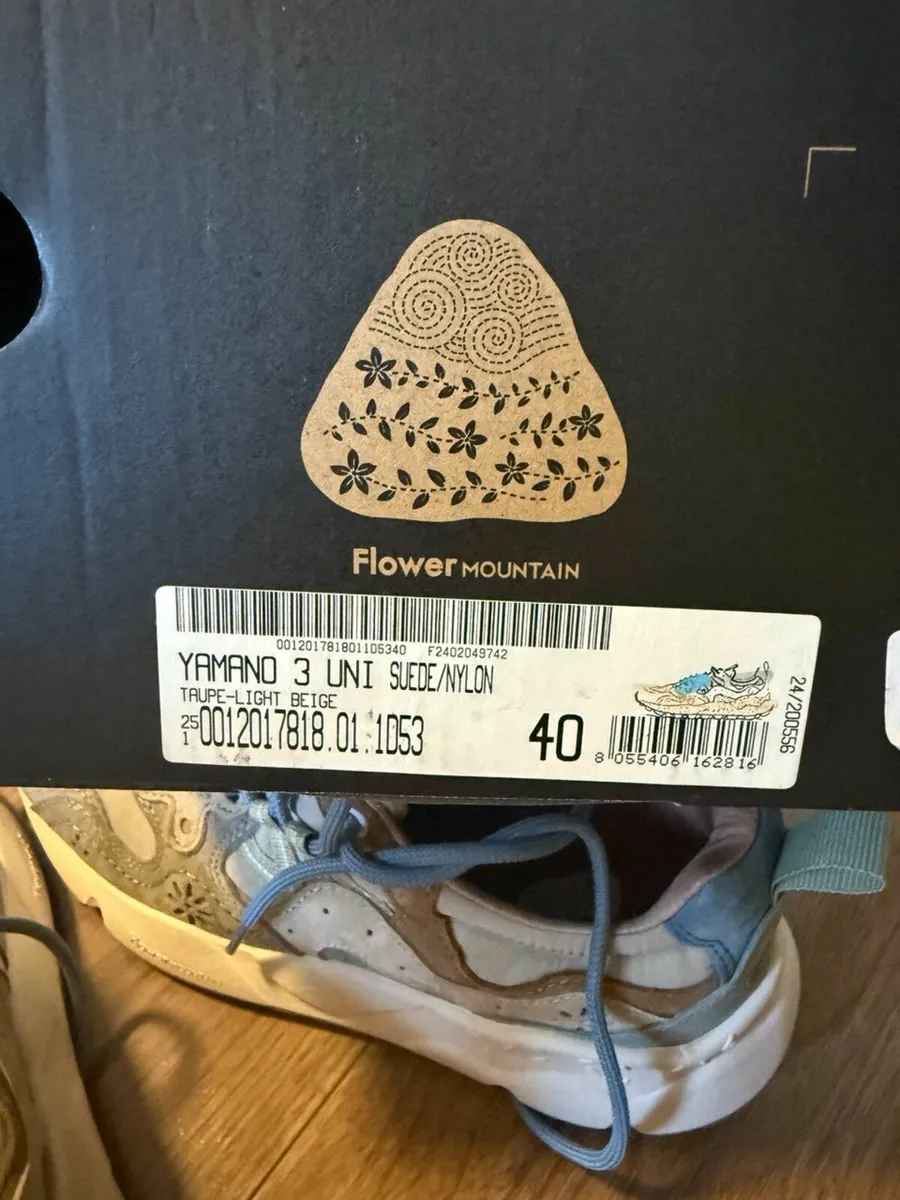 Flower MOUNTAIN
001201781801105340 F2402049742
YAMANO 3 UNI SUEDE/NYLON
TAUPE-LIGHT BEIGE
25
1 0012017818.01.1D53
40
8 055406 162816
24/200556